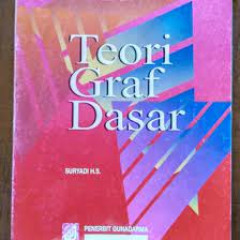 Teori
Graf
Dasar
SURYADI H.S.
PENERBIT GUNADARMA